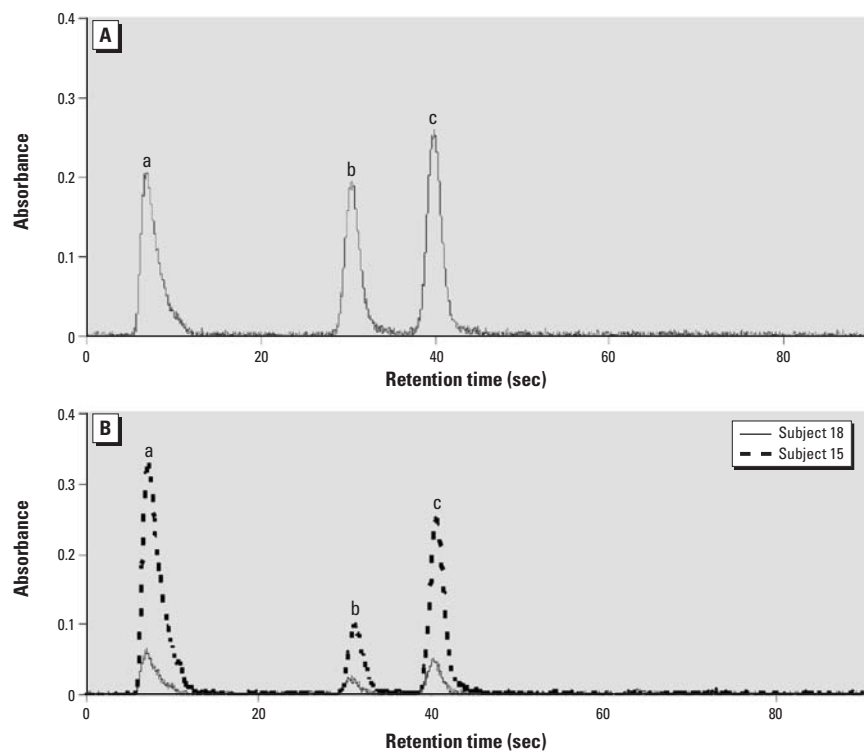 A
0.4
0.3
0.2
0.1
0
Absorbance
a
b
c
0 20 40 60 80
Retention time (sec)
B
0.4
0.3
0.2
0.1
0
Absorbance
a
b
c
Subject 18
Subject 15
0 20 40 60 80
Retention time (sec)